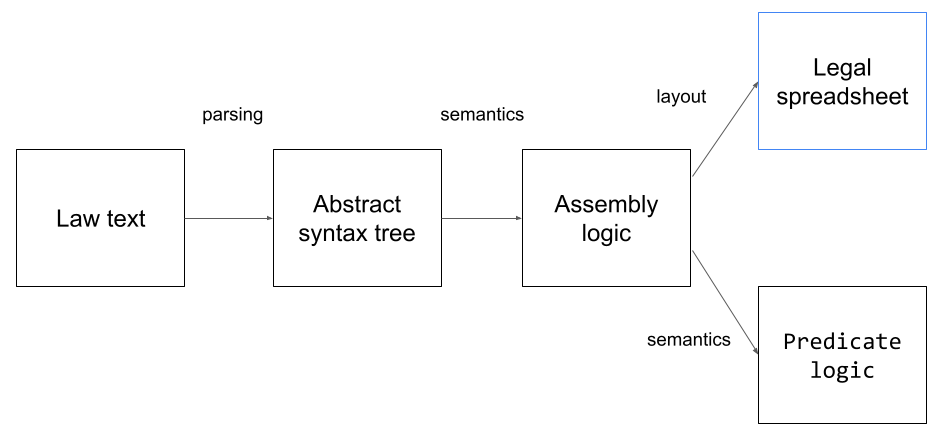 Law text
parsing
Abstract
syntax tree
semantics
Assembly
logic
layout
Legal
spreadsheet
semantics
Predicate
logic